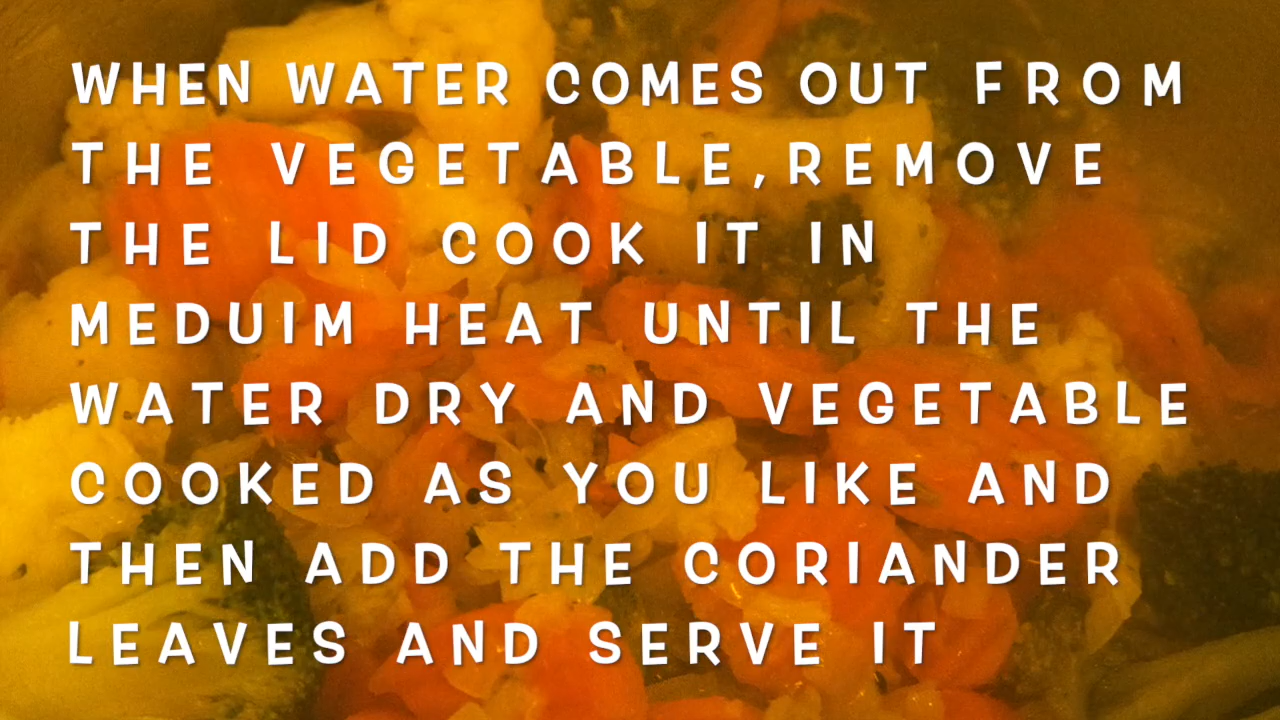 WHEN WATER COMES OUT FROM
THE VEGETABLE,REMOVE
THE LID COOK IT IN
MEDUIM HEAT UNTIL THE
WATER DRY AND VEGETABLE
COOKED AS YOU LIKE AND
THEN ADD THE CORIANDER
LEAVES AND SERVE IT